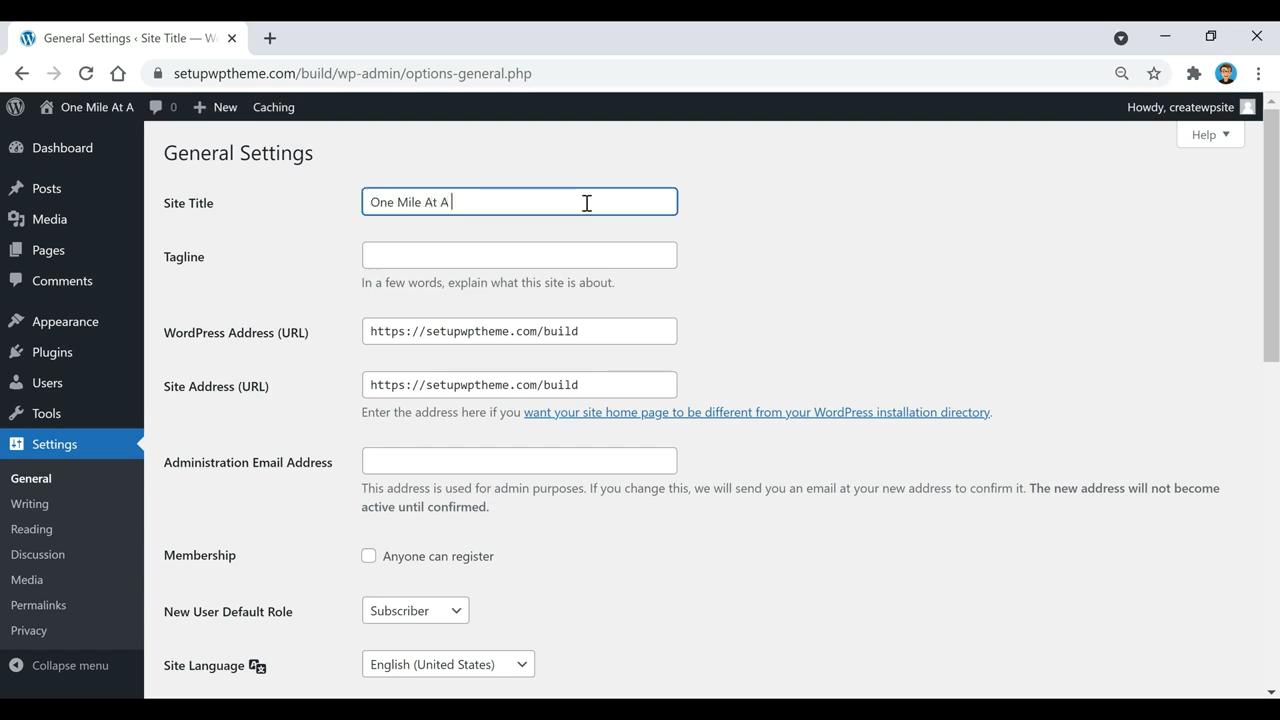 General Settings ‹ Site Title — W
setupwptheme.com/build/wp-admin/options-general.php
One Mile At A 0 New Caching Howdy, createwpsite
Help
Dashboard
Posts
Media
Pages
Comments
Appearance
Plugins
Users
Tools
Settings
General
Writing
Reading
Discussion
Media
Permalinks
Privacy
Collapse menu
General Settings
Site Title One Mile At A
Tagline
In a few words, explain what this site is about.
WordPress Address (URL) https://setupwptheme.com/build
Site Address (URL) https://setupwptheme.com/build
Enter the address here if you want your site home page to be different from your WordPress installation directory.
Administration Email Address
This address is used for admin purposes. If you change this, we will send you an email at your new address to confirm it. The new address will not become
active until confirmed.
Membership Anyone can register
New User Default Role Subscriber
Site Language English (United States)